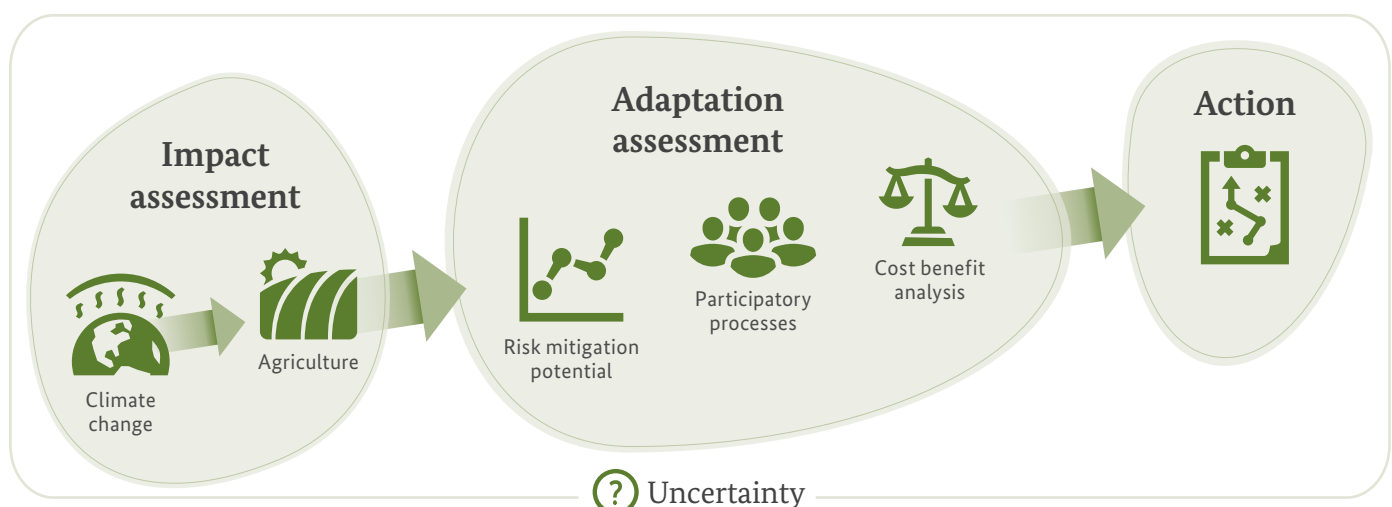 Impact
assessment
Climate
change
Agriculture
Adaptation
assessment
Risk mitigation
potential
Participatory
processes
Cost benefit
analysis
Action
? Uncertainty